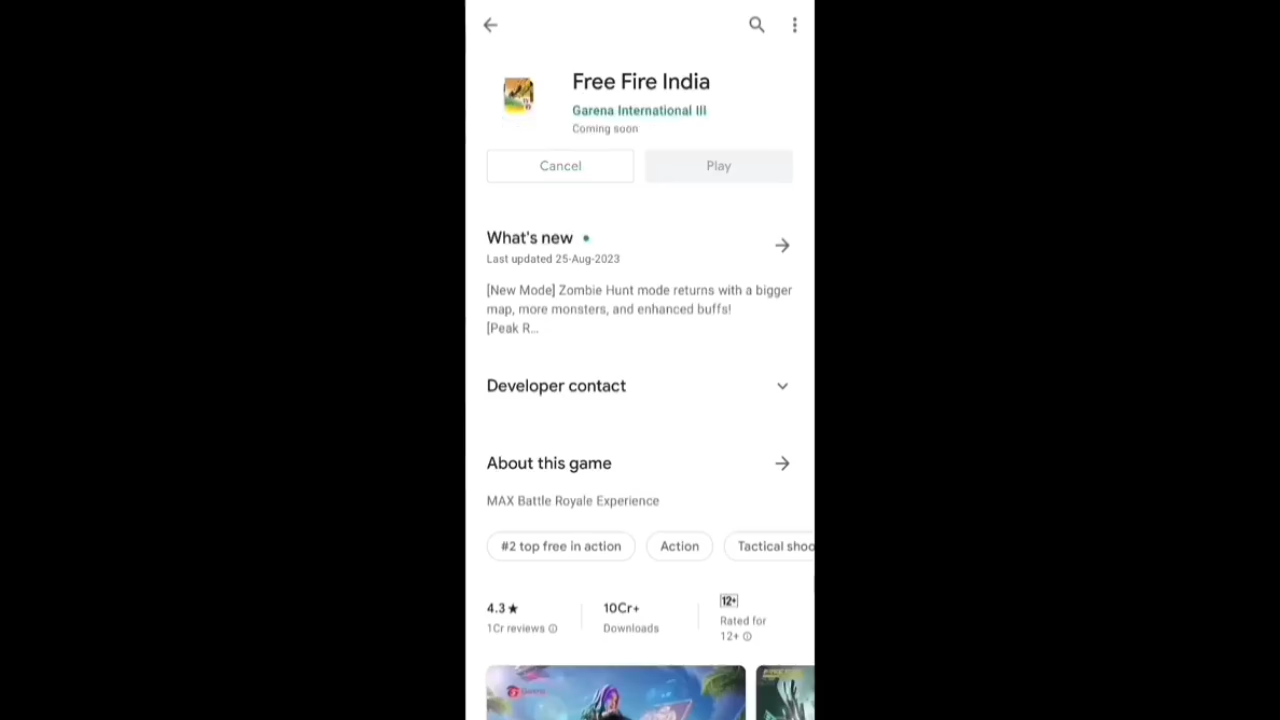 Free Fire India
Garena International III
Coming soon
Cancel
Play
What's new
Last updated 25-Aug-2023
[New Mode] Zombie Hunt mode returns with a bigger
map, more monsters, and enhanced buffs!
[Peak R...
Developer contact
About this game
MAX Battle Royale Experience
#2 top free in action
Action
Tactical shoo
4.3★
1Cr reviews
10Cr+
Downloads
12+
Rated for
12+
Garena